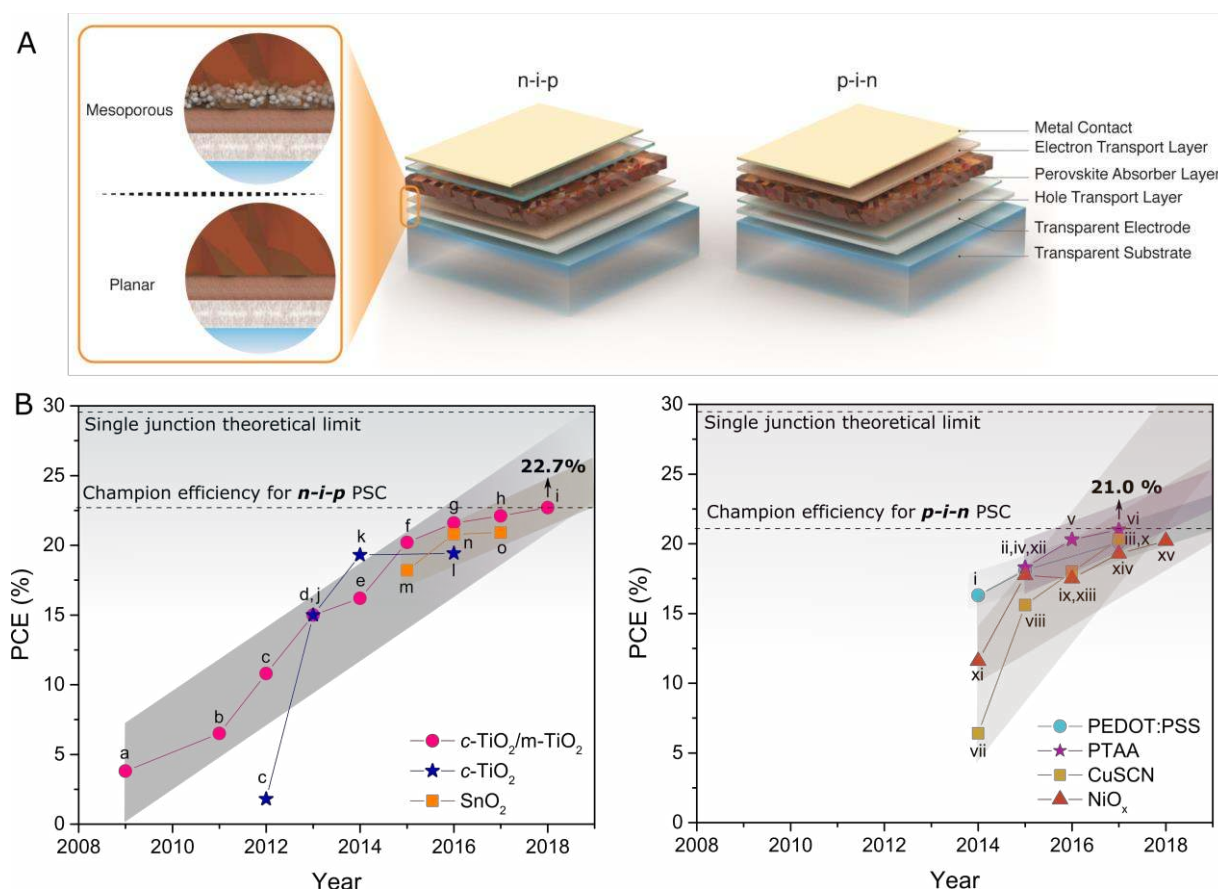 A
Mesoporous
Planar
n-i-p
p-i-n
Metal Contact
Electron Transport Layer
Perovskite Absorber Layer
Hole Transport Layer
Transparent Electrode
Transparent Substrate
B
30
25
20
15
10
5
0
PCE (%)
Single junction theoretical limit
22.7%
Champion efficiency for n-i-p PSC
a
b
c
c
d, j
k
e
f
g
h
i
m
n
l
o
c-TiO₂/m-TiO₂
c-TiO₂
SnO₂
2008
2010
2012
2014
2016
2018
Year
30
25
20
15
10
5
0
PCE (%)
Single junction theoretical limit
21.0 %
Champion efficiency for p-i-n PSC
i
ii,iv,xii
v
vi
iii,x
xiv
xv
ix,xiii
viii
xi
vii
PEDOT:PSS
PTAA
CuSCN
NiOₓ
2008
2010
2012
2014
2016
2018
Year